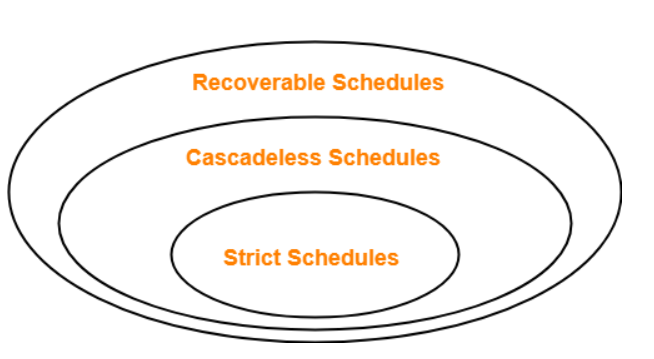 Recoverable Schedules
Cascadeless Schedules
Strict Schedules